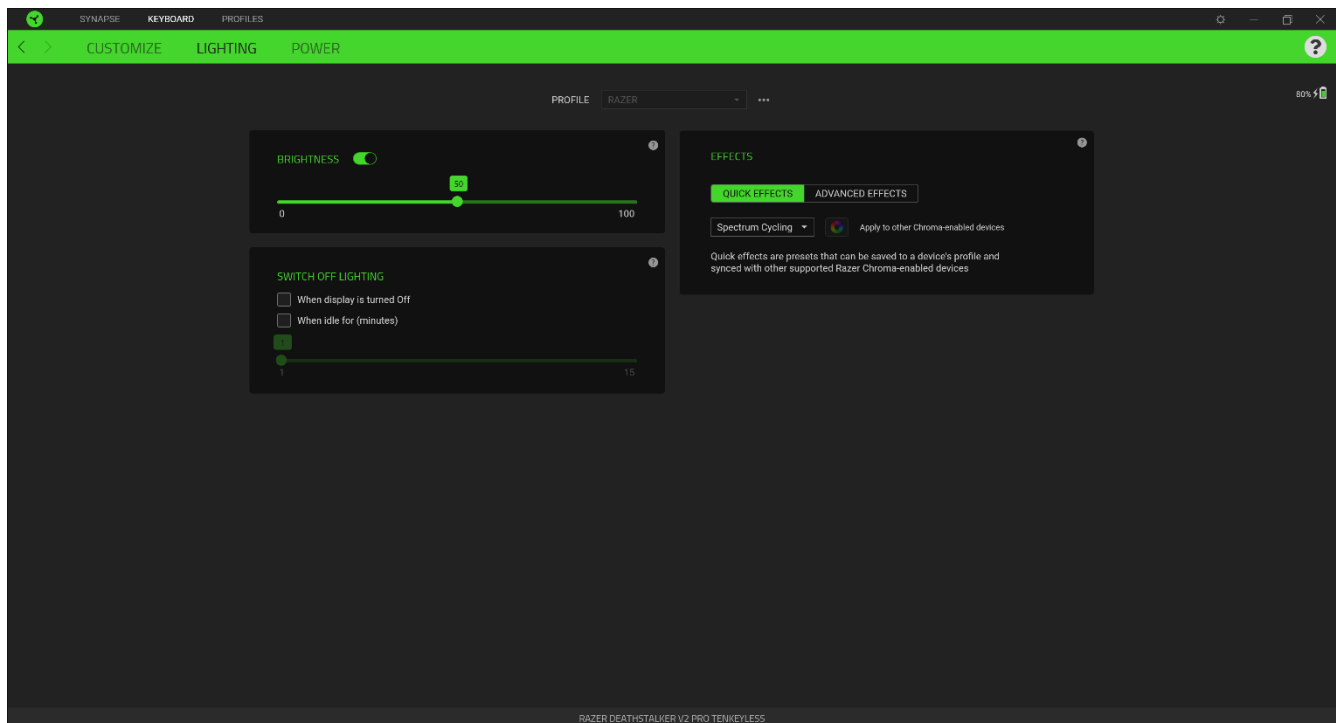 SYNAPSE KEYBOARD PROFILES
CUSTOMIZE LIGHTING POWER ?
PROFILE RAZER
80%
BRIGHTNESS
50
0 100
SWITCH OFF LIGHTING
When display is turned Off
When idle for (minutes)
1
1 15
EFFECTS
QUICK EFFECTS ADVANCED EFFECTS
Spectrum Cycling Apply to other Chroma-enabled devices
Quick effects are presets that can be saved to a device's profile and
synced with other supported Razer Chroma-enabled devices
RAZER DEATHSTALKER V2 PRO TENKEYLESS